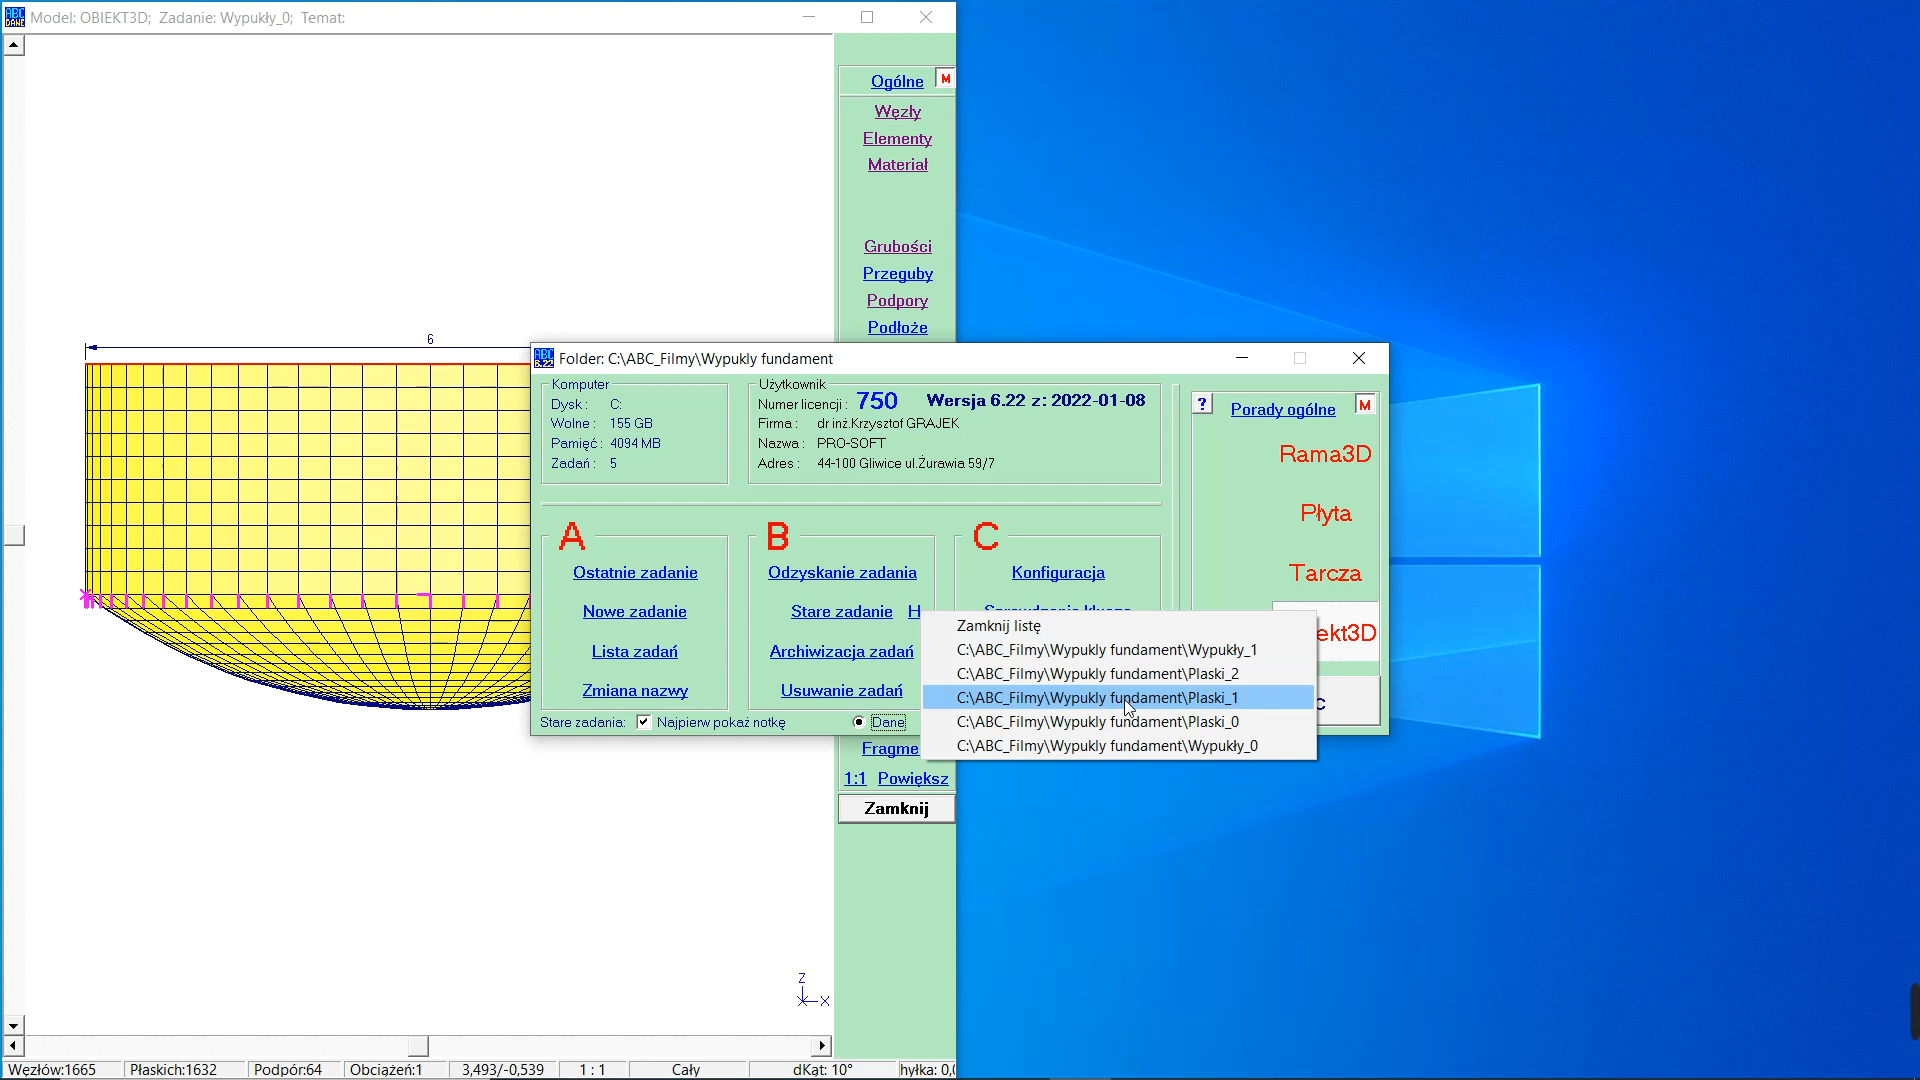 Model: OBIEKT3D; Zadanie: Wypukły_0; Temat:
Ogólne M
Węzły
Elementy
Materiał
Grubości
Przeguby
Podpory
Podłoże
6
Folder: C:\ABC_Filmy\Wypukly fundament
Komputer
Dysk: C:
Wolne: 155 GB
Pamięć: 4094 MB
Zadań: 5
Użytkownik
Numer licencji: 750 Wersja 6.22 z: 2022-01-08
Firma: dr inż.Krzysztof GRAJEK
Nazwa: PRO-SOFT
Adres: 44-100 Gliwice ul.Żurawia 59/7
? Porady ogólne M
Rama3D
Płyta
Tarcza
ekt3D
A
Ostatnie zadanie
Nowe zadanie
Lista zadań
Zmiana nazwy
B
Odzyskanie zadania
Stare zadanie H
Archiwizacja zadań
Usuwanie zadań
C
Konfiguracja
Stare zadania: Najpierw pokaż notkę Dane
Zamknij listę
C:\ABC_Filmy\Wypukly fundament\Wypukły_1
C:\ABC_Filmy\Wypukly fundament\Plaski_2
C:\ABC_Filmy\Wypukly fundament\Plaski_1
C:\ABC_Filmy\Wypukly fundament\Plaski_0
C:\ABC_Filmy\Wypukly fundament\Wypukły_0
Fragme
1:1 Powiększ
Zamknij
Z
X
Węzłów:1665 Płaskich:1632 Podpór:64 Obciążeń:1 3,493/-0,539 1 : 1 Cały dKąt: 10° hyłka: 0,0